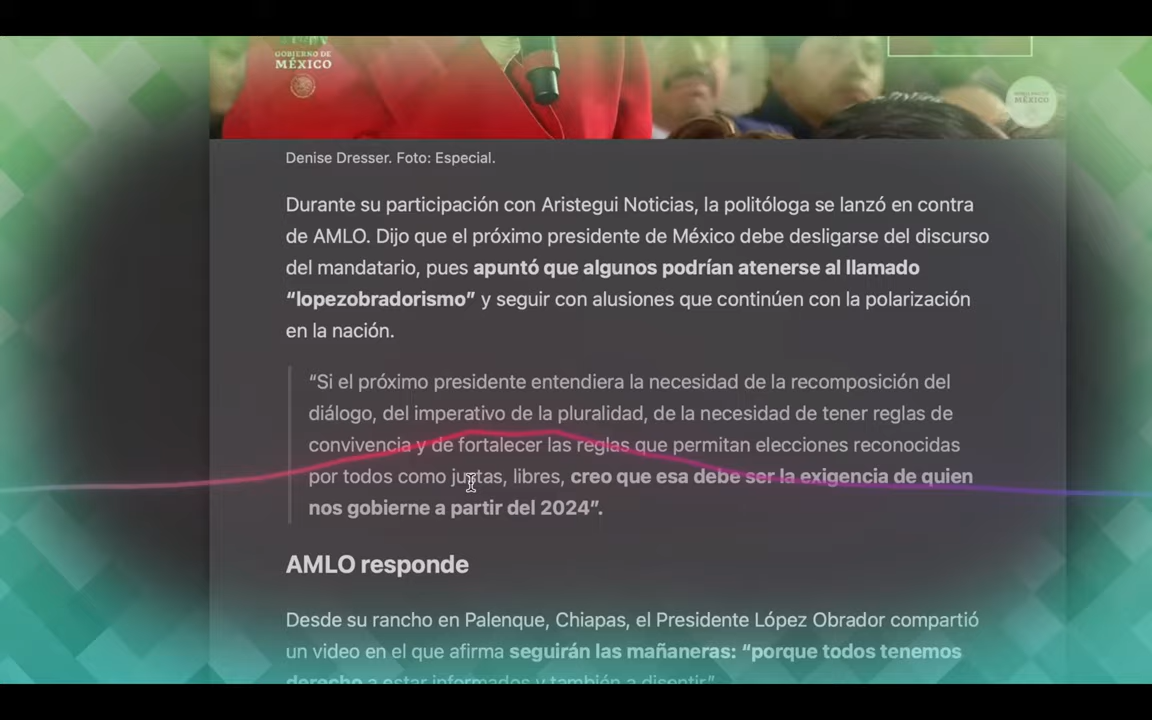 GOBIERNO DE
MÉXICO
MÉXICO
Denise Dresser. Foto: Especial.
Durante su participación con Aristegui Noticias, la politóloga se lanzó en contra
de AMLO. Dijo que el próximo presidente de México debe desligarse del discurso
del mandatario, pues apuntó que algunos podrían atenerse al llamado
“lopezobradorismo” y seguir con alusiones que continúen con la polarización
en la nación.
“Si el próximo presidente entendiera la necesidad de la recomposición del
diálogo, del imperativo de la pluralidad, de la necesidad de tener reglas de
convivencia y de fortalecer las reglas que permitan elecciones reconocidas
por todos como justas, libres, creo que esa debe ser la exigencia de quien
nos gobierne a partir del 2024”.
AMLO responde
Desde su rancho en Palenque, Chiapas, el Presidente López Obrador compartió
un video en el que afirma seguirán las mañaneras: “porque todos tenemos
derecho a estar informados y también a disentir”